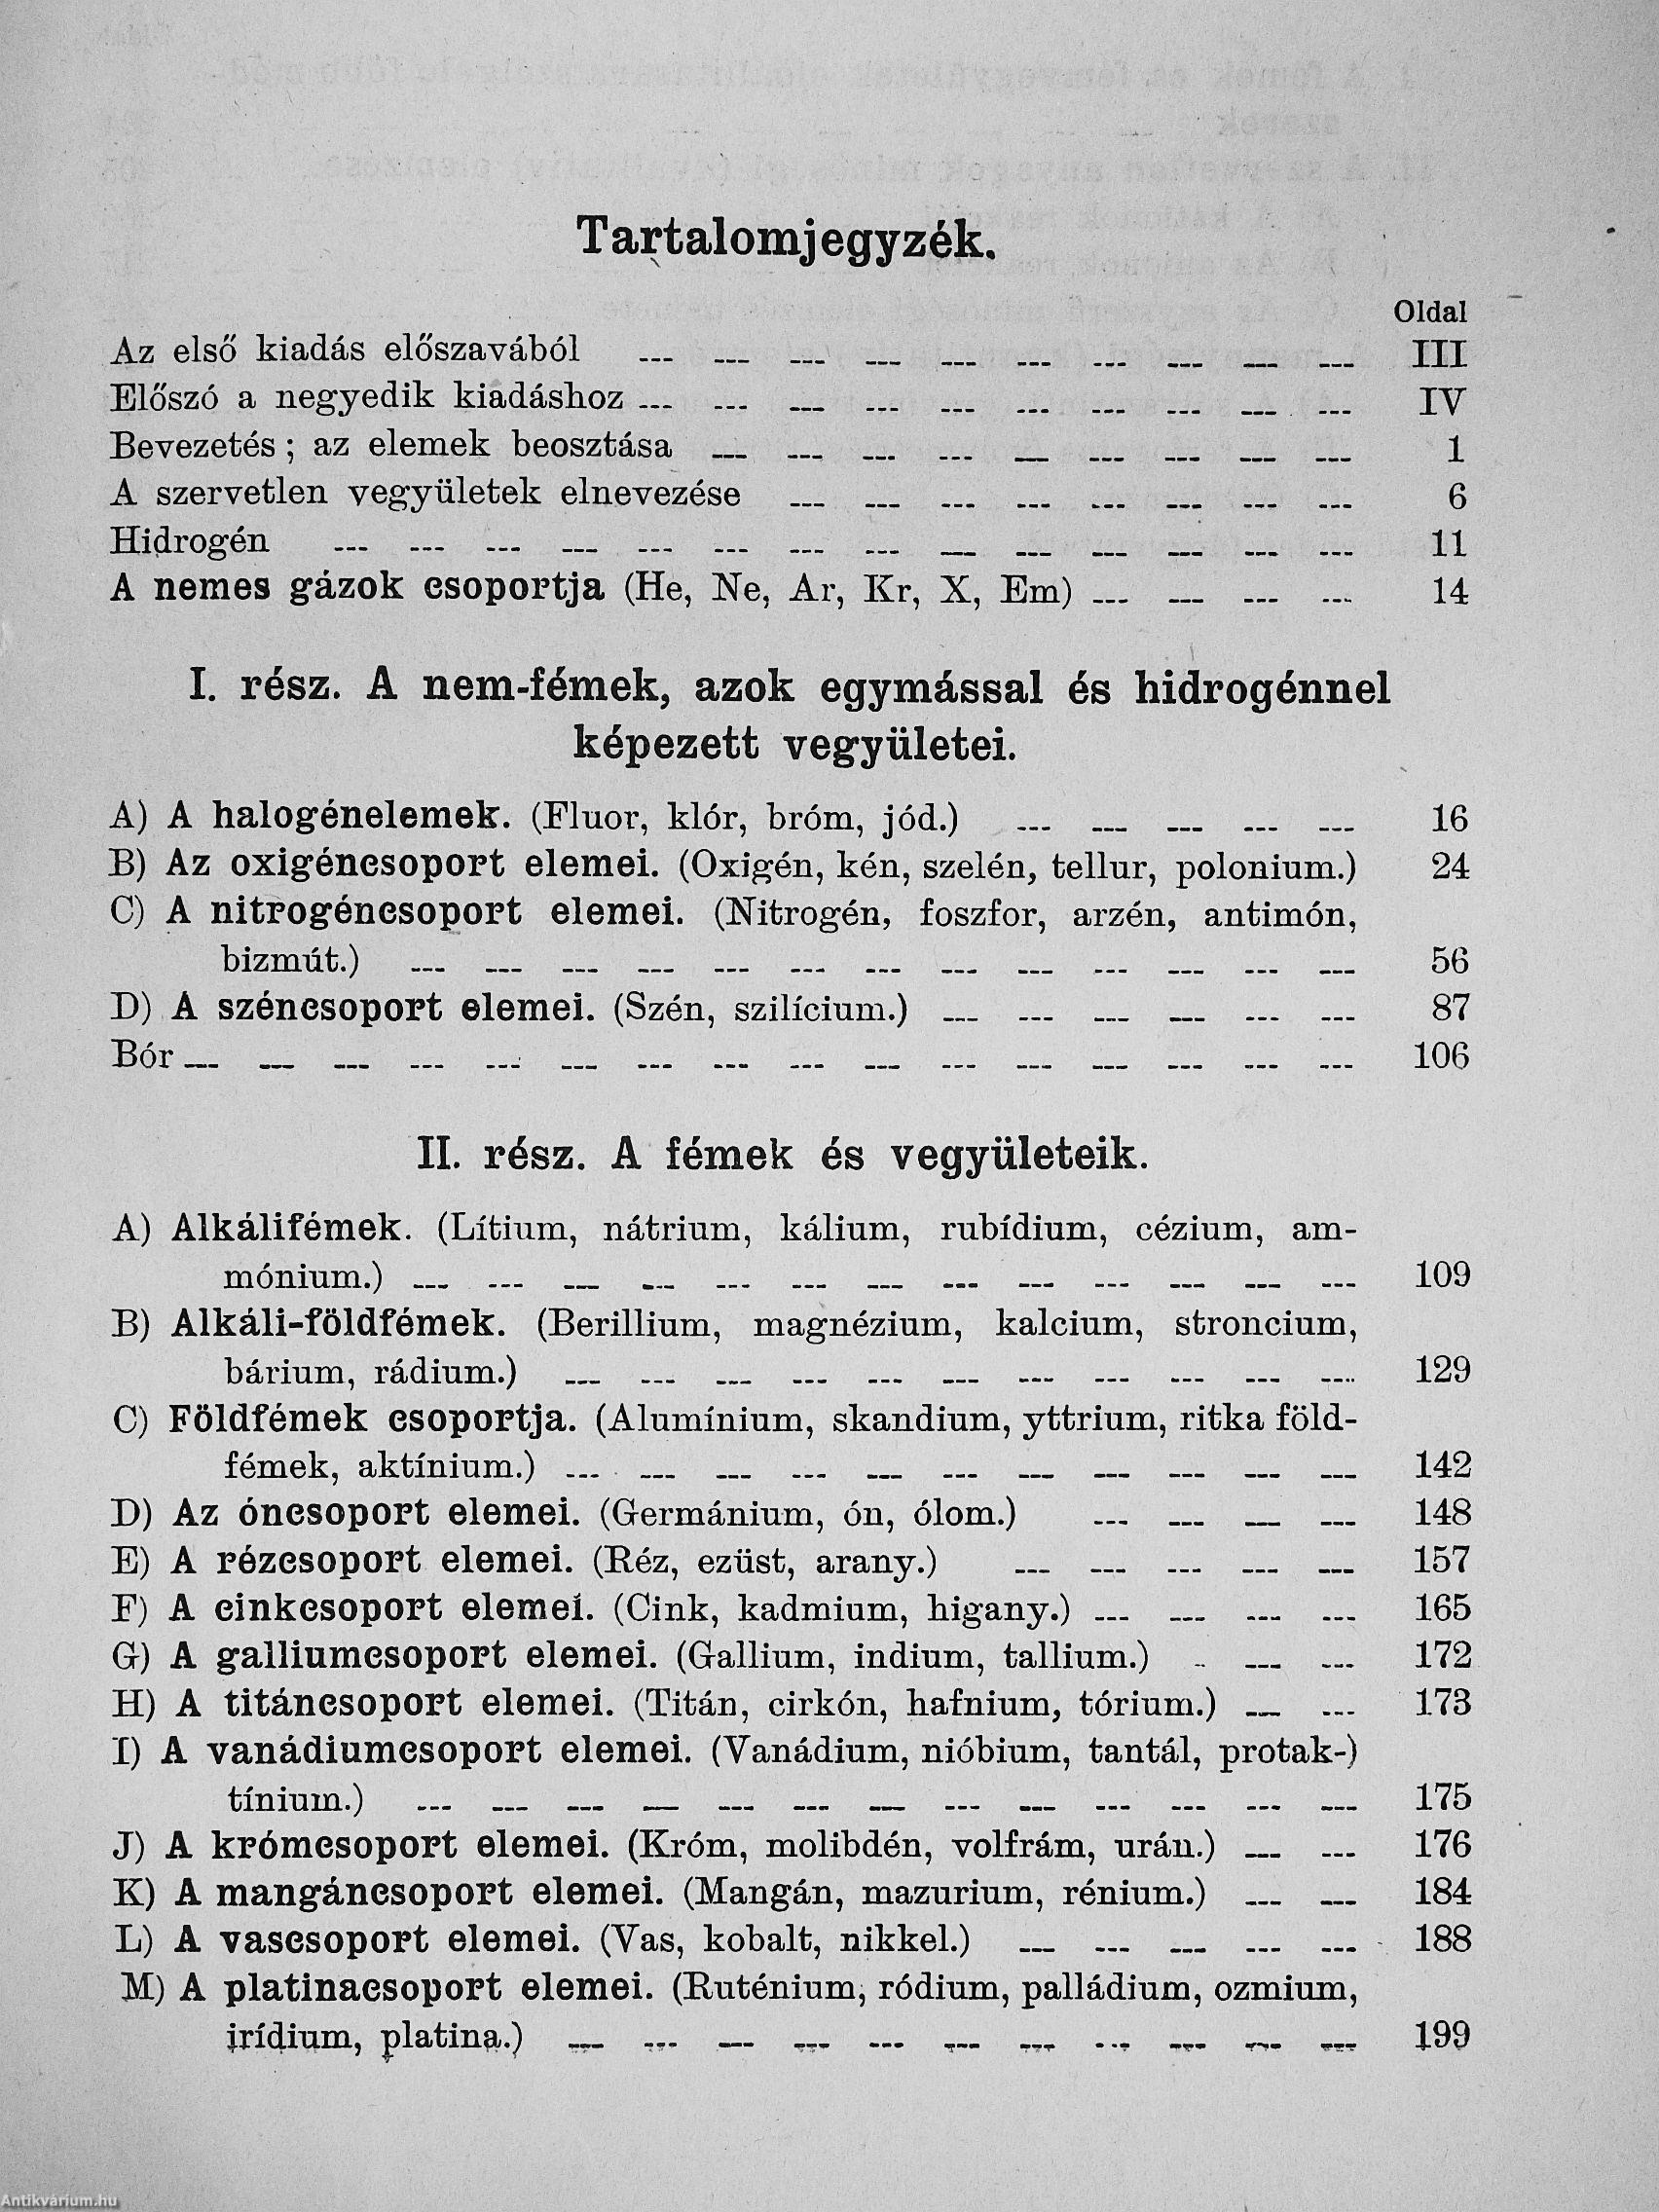 Tartalomjegyzék.
Oldal
Az első kiadás előszavából III
Előszó a negyedik kiadáshoz IV
Bevezetés; az elemek beosztása 1
A szervetlen vegyületek elnevezése 6
Hidrogén 11
A nemes gázok csoportja (He, Ne, Ar, Kr, X, Em) 14
I. rész. A nem-fémek, azok egymással és hidrogénnel
képezett vegyületei.
A) A halogénelemek. (Fluor, klór, bróm, jód.) 16
B) Az oxigéncsoport elemei. (Oxigén, kén, szelén, tellur, polonium.) 24
C) A nitrogéncsoport elemei. (Nitrogén, foszfor, arzén, antimón,
bizmút.) 56
D) A széncsoport elemei. (Szén, szilícium.) 87
Bór 106
II. rész. A fémek és vegyületeik.
A) Alkálifémek. (Lítium, nátrium, kálium, rubídium, cézium, am-
mónium.) 109
B) Alkáli-földfémek. (Berillium, magnézium, kalcium, stroncium,
bárium, rádium.) 129
C) Földfémek csoportja. (Alumínium, skandium, yttrium, ritka föld-
fémek, aktínium.) 142
D) Az óncsoport elemei. (Germánium, ón, ólom.) 148
E) A rézcsoport elemei. (Réz, ezüst, arany.) 157
F) A cinkcsoport elemei. (Cink, kadmium, higany.) 165
G) A galliumcsoport elemei. (Gallium, indium, tallium.) 172
H) A titáncsoport elemei. (Titán, cirkón, hafnium, tórium.) 173
I) A vanádiumcsoport elemei. (Vanádium, nióbium, tantál, protak-)
tínium.) 175
J) A krómcsoport elemei. (Króm, molibdén, volfrám, urán.) 176
K) A mangáncsoport elemei. (Mangán, mazurium, rénium.) 184
L) A vascsoport elemei. (Vas, kobalt, nikkel.) 188
M) A platinacsoport elemei. (Ruténium, ródium, palládium, ozmium,
irídium, platina.) 199
Antikvárium.hu